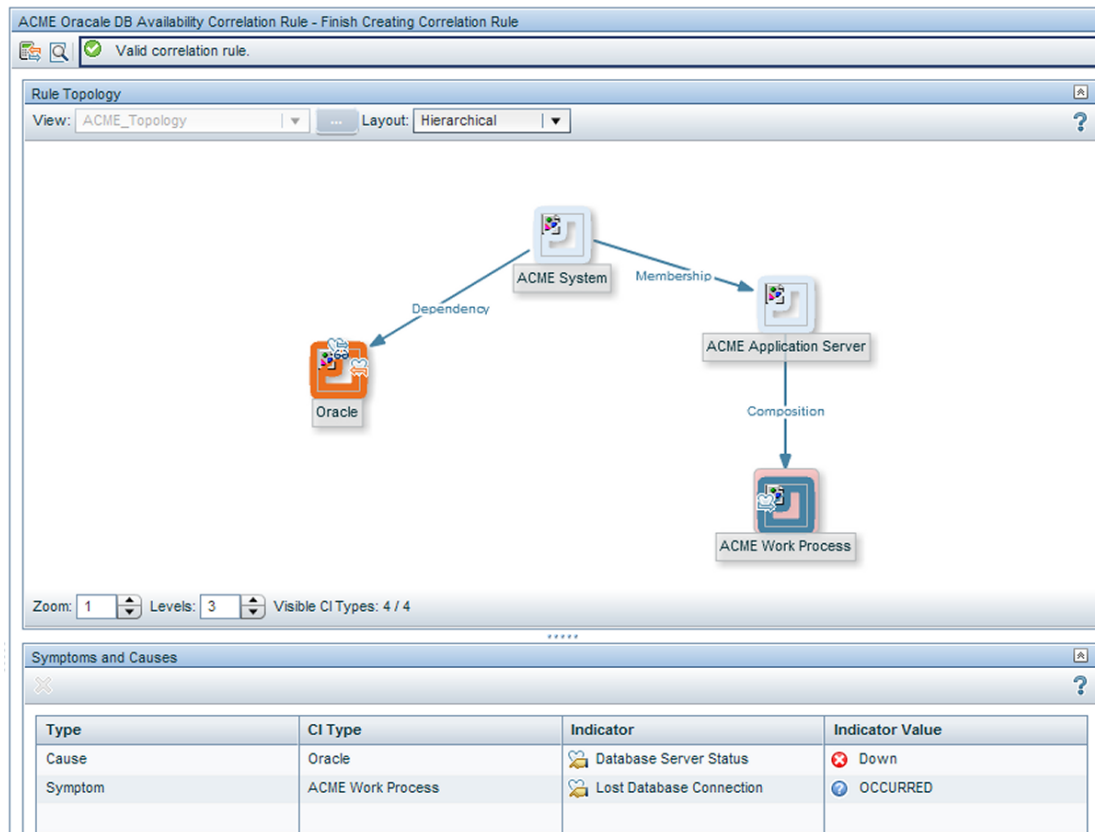 ACME Oracale DB Availability Correlation Rule - Finish Creating Correlation Rule
Valid correlation rule.
Rule Topology
View: ACME_Topology ... Layout: Hierarchical
?
ACME System
Membership
Dependency
ACME Application Server
Oracle
Composition
ACME Work Process
Zoom: 1 Levels: 3 Visible CI Types: 4 / 4
Symptoms and Causes
?
Type CI Type Indicator Indicator Value
Cause Oracle Database Server Status Down
Symptom ACME Work Process Lost Database Connection OCCURRED